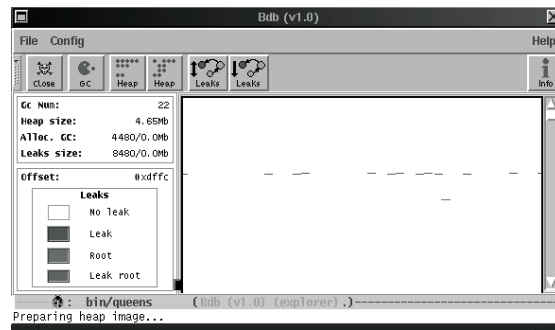 Bdb (v1.0)
File Config Help
Close GC Heap Heap Leaks Leaks Info
Gc Num: 22
Heap size: 4.65Mb
Alloc. GC: 4480/0.0Mb
Leaks size: 8480/0.0Mb
Offset: 0xdffc
Leaks
No leak
Leak
Root
Leak root
: bin/queens (Bdb (v1.0) (explorer).)
Preparing heap image...